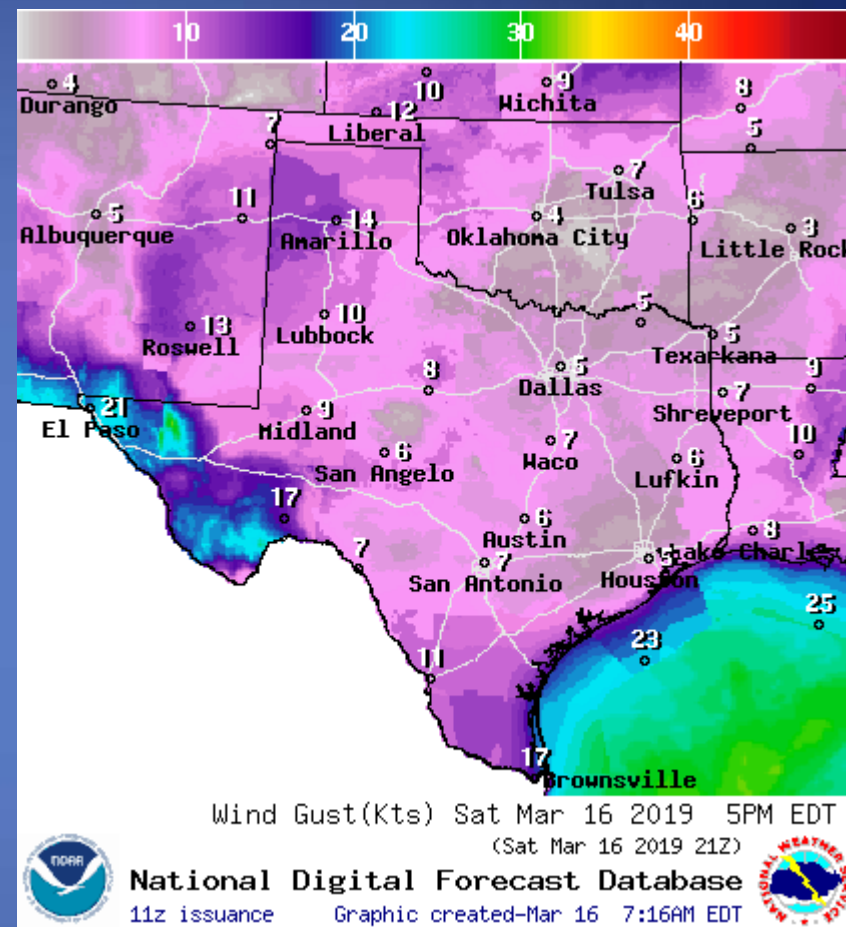 10 20 30 40
4
Durango
10
9
Wichita
8
12
Liberal
7
5
7
Tulsa
11
5
Albuquerque
14
Amarillo
4
Oklahoma City
6
3
Little Rock
13
Roswell
10
Lubbock
5
5
Texarkana
5
Dallas
8
9
7
Shreveport
21
El Paso
9
Midland
7
Waco
10
6
San Angelo
6
Lufkin
17
6
Austin
8
Lake Charl
7
7
San Antonio
5
Houston
25
23
11
17
Brownsville
Wind Gust(Kts) Sat Mar 16 2019 5PM EDT
(Sat Mar 16 2019 21Z)
National Digital Forecast Database
11z issuance Graphic created-Mar 16 7:16AM EDT
NOAA
NATIONAL WEATHER SERVICE